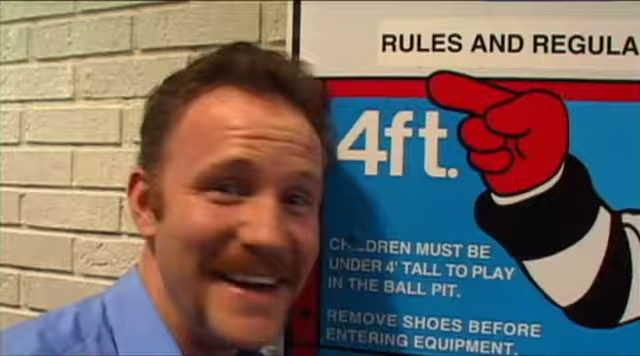 RULES AND REGULA
4ft.
CHILDREN MUST BE
UNDER 4' TALL TO PLAY
IN THE BALL PIT.
REMOVE SHOES BEFORE
ENTERING EQUIPMENT.